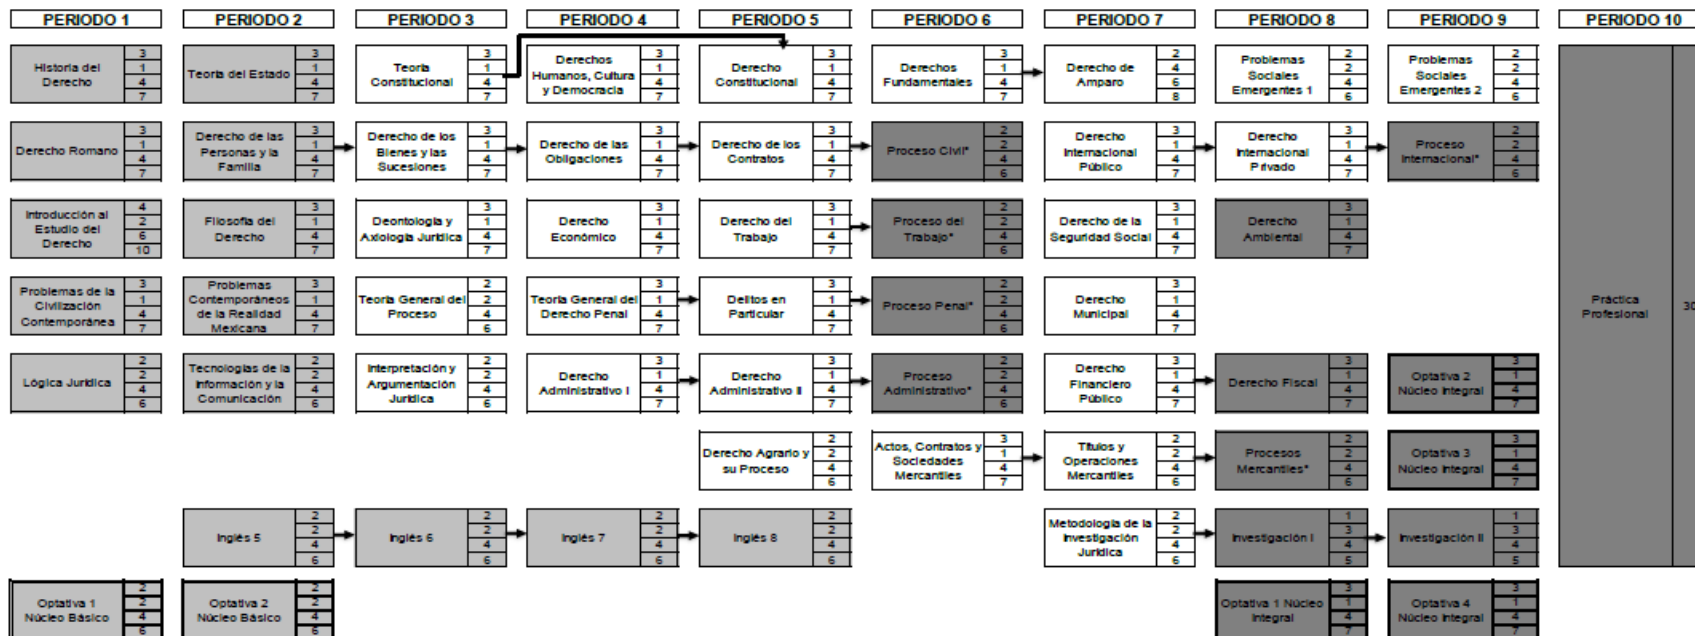 PERIODO 1
PERIODO 2
PERIODO 3
PERIODO 4
PERIODO 5
PERIODO 6
PERIODO 7
PERIODO 8
PERIODO 9
PERIODO 10
Historia del
Derecho
3
1
4
7
Teoría del Estado
3
1
4
7
Teoría
Constitucional
3
1
4
7
Derechos
Humanos, Cultura
y Democracia
3
1
4
7
Derecho
Constitucional
3
1
4
7
Derechos
Fundamentales
3
1
4
7
Derecho de
Amparo
2
4
6
8
Problemas
Sociales
Emergentes 1
2
2
4
6
Problemas
Sociales
Emergentes 2
2
2
4
6
Derecho Romano
3
1
4
7
Derecho de las
Personas y la
Familia
3
1
4
7
Derecho de los
Bienes y las
Sucesiones
3
1
4
7
Derecho de las
Obligaciones
3
1
4
7
Derecho de los
Contratos
3
1
4
7
Proceso Civil*
2
2
4
6
Derecho
Internacional
Público
3
1
4
7
Derecho
Internacional
Privado
3
1
4
7
Proceso
Internacional*
2
2
4
6
Introducción al
Estudio del
Derecho
4
2
6
10
Filosofía del
Derecho
3
1
4
7
Deontología y
Axiología Jurídica
3
1
4
7
Derecho
Económico
3
1
4
7
Derecho del
Trabajo
3
1
4
7
Proceso del
Trabajo*
2
2
4
6
Derecho de la
Seguridad Social
3
1
4
7
Derecho
Ambiental
3
1
4
7
Problemas de la
Civilización
Contemporánea
3
1
4
7
Problemas
Contemporáneos
de la Realidad
Mexicana
3
1
4
7
Teoría General del
Proceso
2
2
4
6
Teoría General del
Derecho Penal
3
1
4
7
Delitos en
Particular
3
1
4
7
Proceso Penal*
2
2
4
6
Derecho
Municipal
3
1
4
7
Práctica
Profesional
30
Lógica Jurídica
2
2
4
6
Tecnologías de la
Información y la
Comunicación
2
2
4
6
Interpretación y
Argumentación
Jurídica
2
2
4
6
Derecho
Administrativo I
3
1
4
7
Derecho
Administrativo II
3
1
4
7
Proceso
Administrativo*
2
2
4
6
Derecho
Financiero
Público
3
1
4
7
Derecho Fiscal
3
1
4
7
Optativa 2
Núcleo Integral
3
1
4
7
Derecho Agrario y
su Proceso
2
2
4
6
Actos, Contratos y
Sociedades
Mercantiles
3
1
4
7
Títulos y
Operaciones
Mercantiles
2
2
4
6
Procesos
Mercantiles*
2
2
4
6
Optativa 3
Núcleo Integral
3
1
4
7
Inglés 5
2
2
4
6
Inglés 6
2
2
4
6
Inglés 7
2
2
4
6
Inglés 8
2
2
4
6
Metodología de la
Investigación
Jurídica
2
2
4
6
Investigación I
1
3
4
5
Investigación II
1
3
4
5
Optativa 1
Núcleo Básico
2
2
4
6
Optativa 2
Núcleo Básico
2
2
4
6
Optativa 1 Núcleo
Integral
3
1
4
7
Optativa 4
Núcleo Integral
3
1
4
7